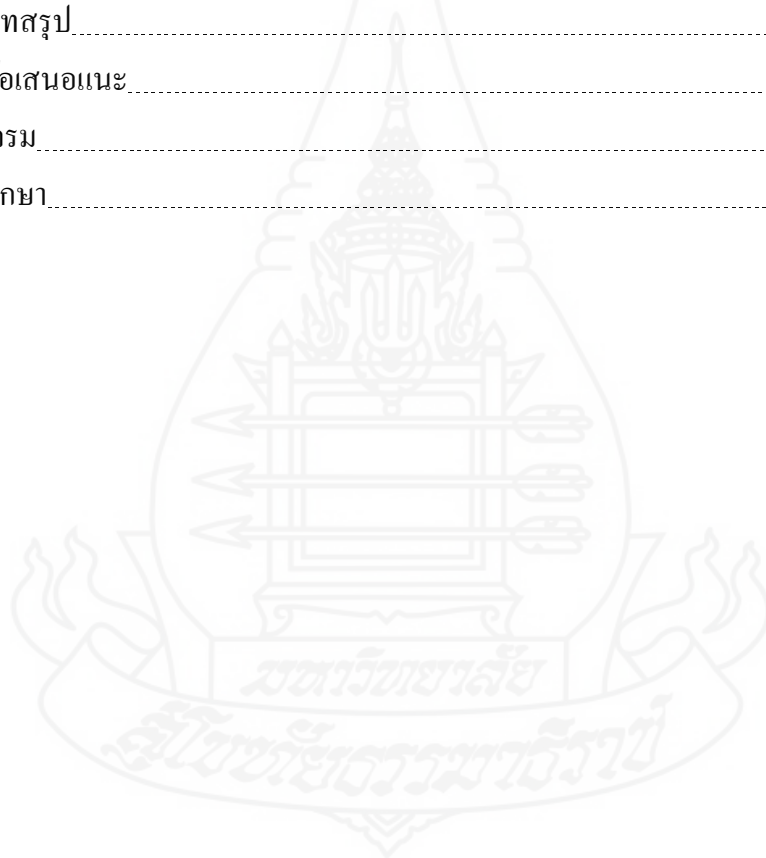 ทสรุป
อเสนอแนะ
กรม
กษา
มหาวิทยาลัย
สุโขทัยธรรมาธิราช